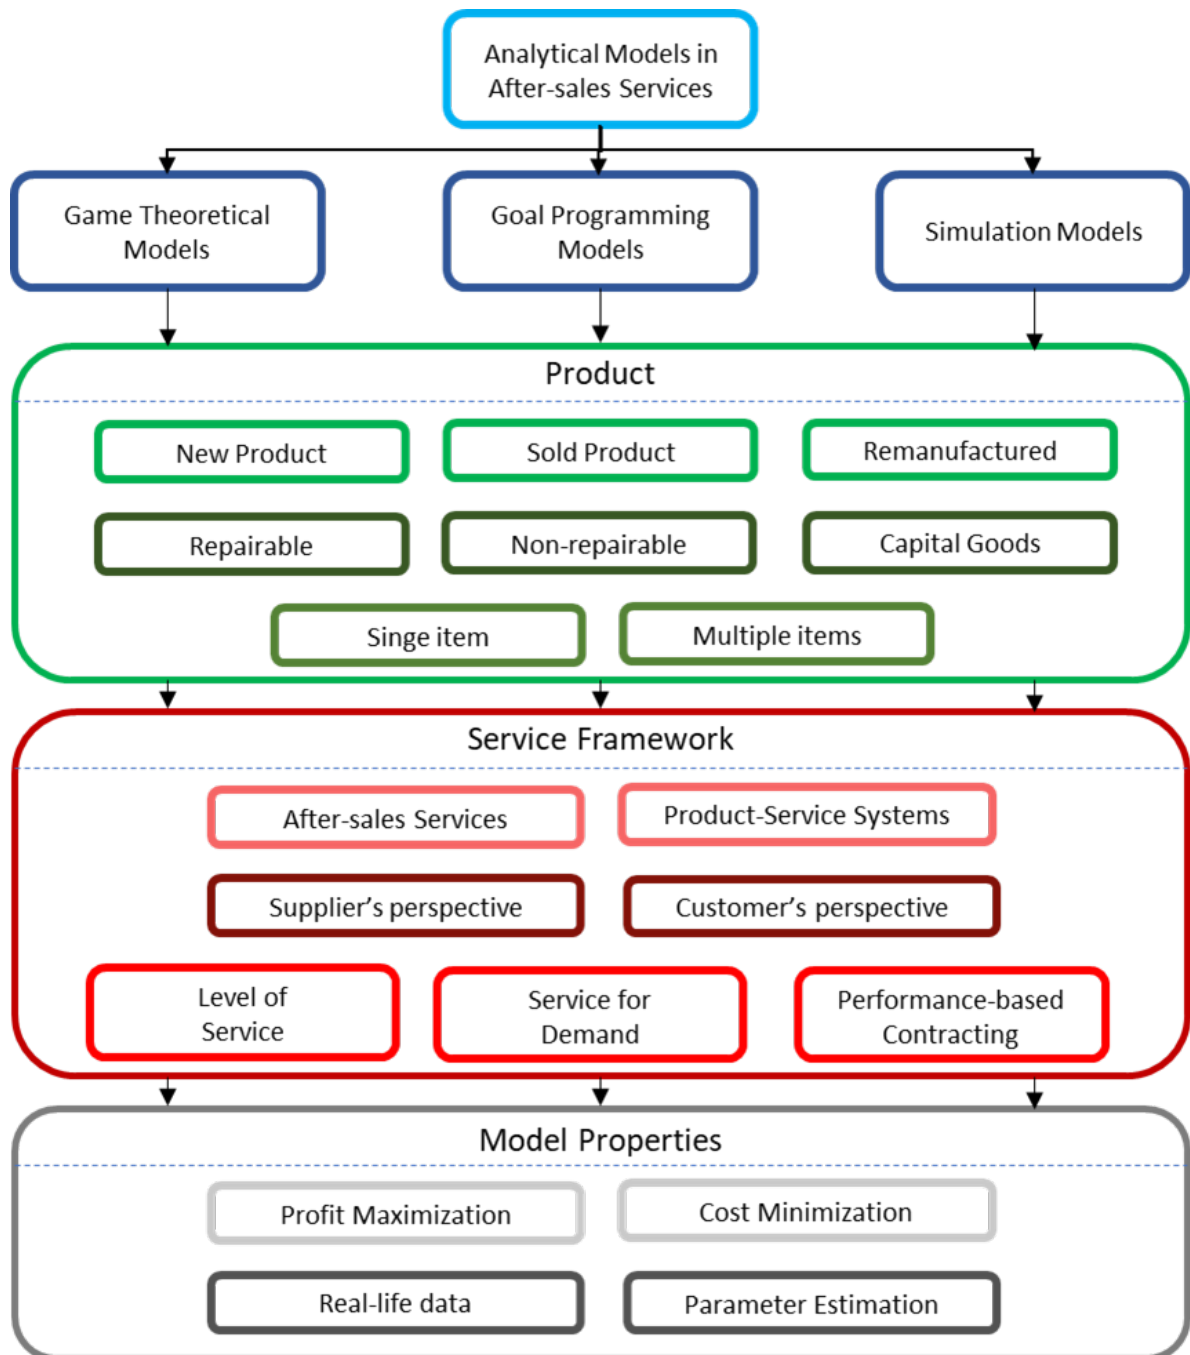 Analytical Models in
After-sales Services
Game Theoretical
Models
Goal Programming
Models
Simulation Models
Product
New Product
Sold Product
Remanufactured
Repairable
Non-repairable
Capital Goods
Singe item
Multiple items
Service Framework
After-sales Services
Product-Service Systems
Supplier’s perspective
Customer’s perspective
Level of
Service
Service for
Demand
Performance-based
Contracting
Model Properties
Profit Maximization
Cost Minimization
Real-life data
Parameter Estimation